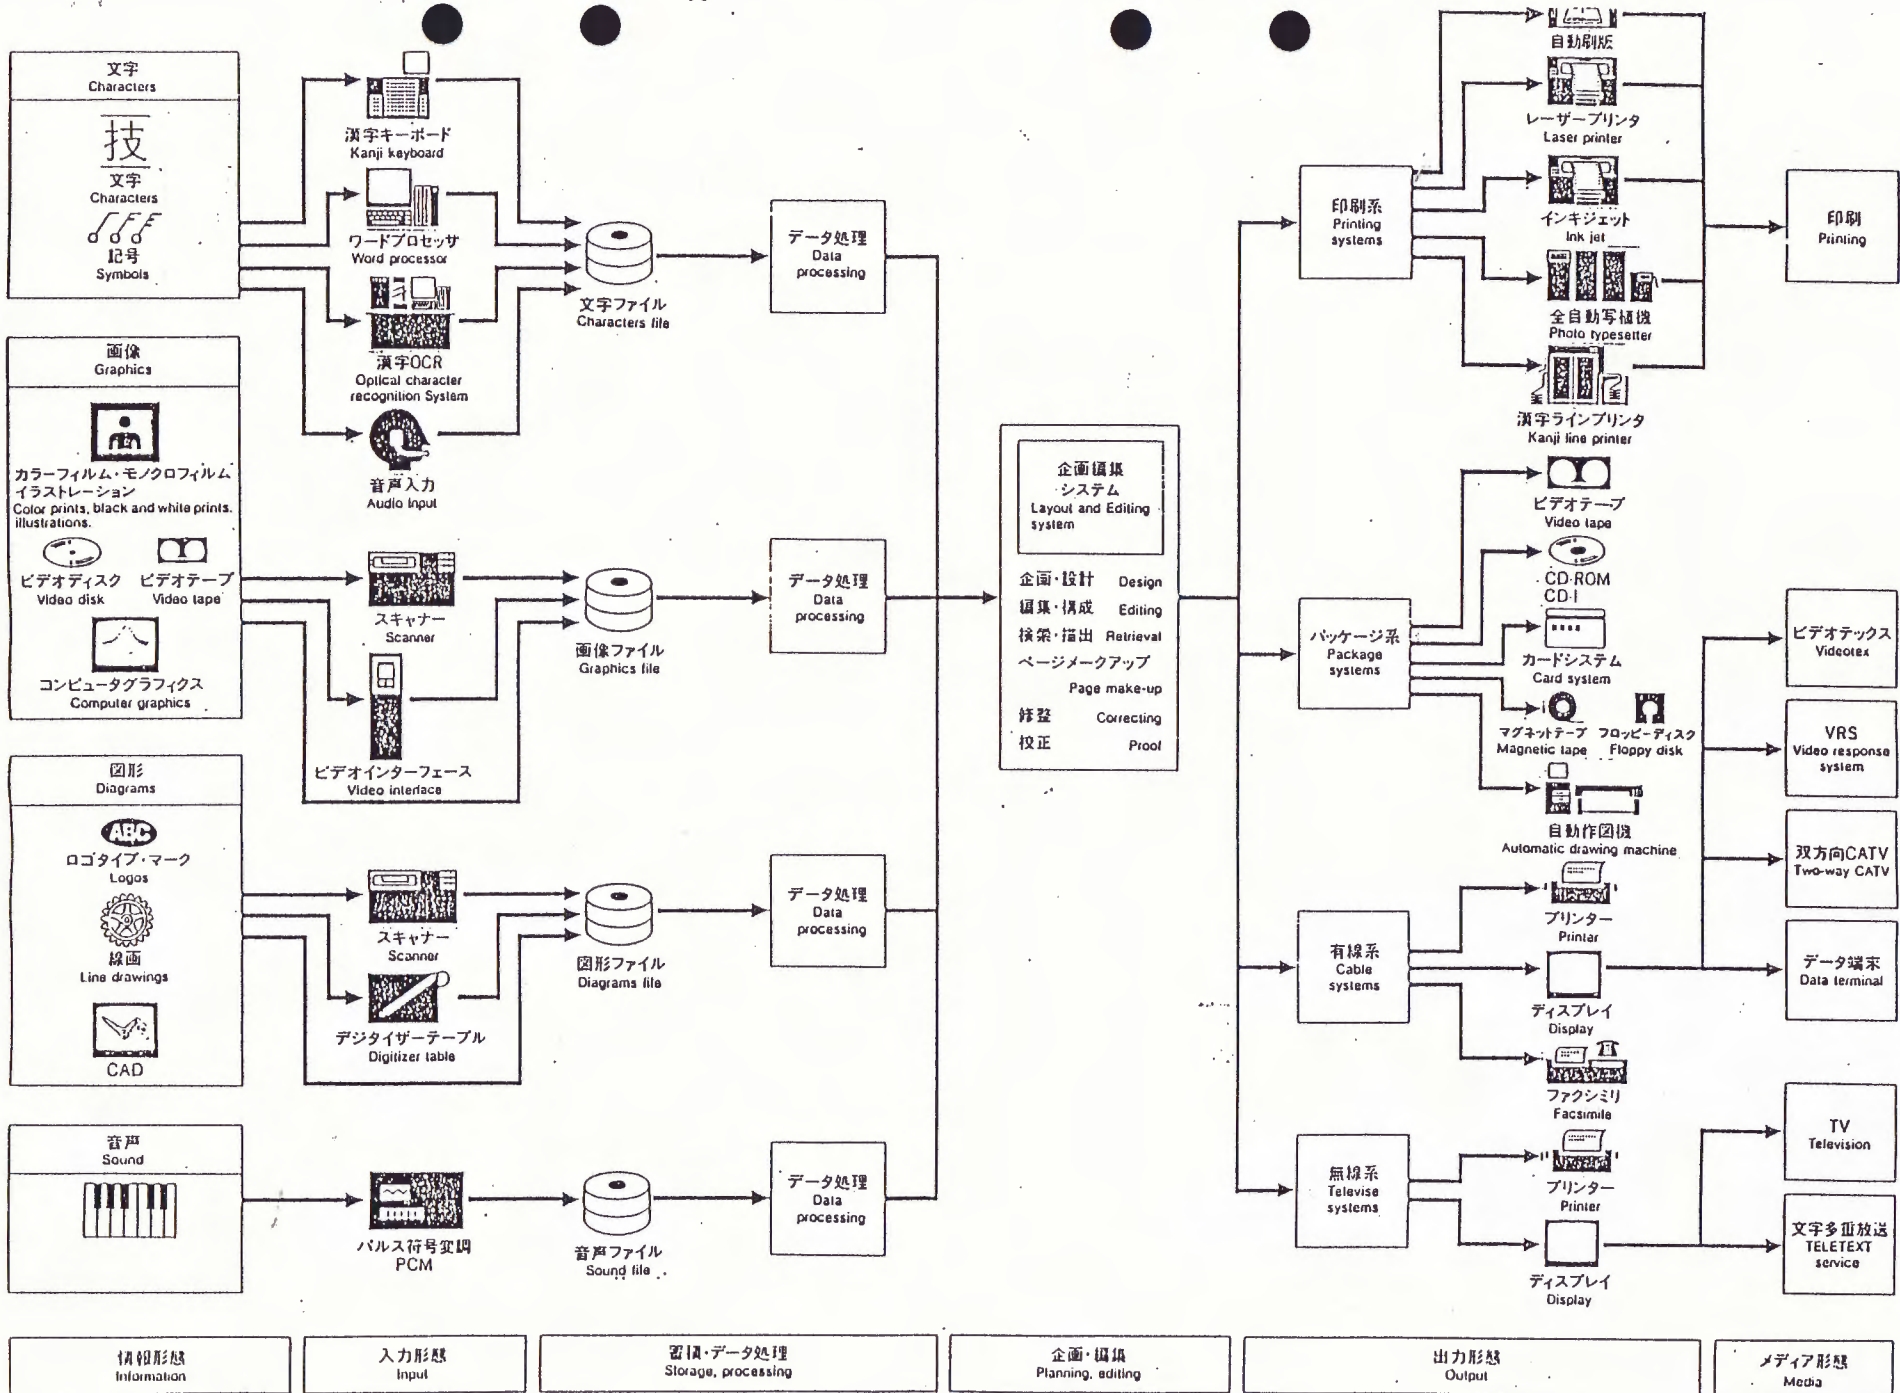 文字
Characters
技
文字
Characters
記号
Symbols
画像
Graphics
カラーフィルム・モノクロフィルム
イラストレーション
Color prints, black and white prints,
illustrations.
ビデオディスク
Video disk
ビデオテープ
Video tape
コンピュータグラフィクス
Computer graphics
図形
Diagrams
ABC
ロゴタイプ・マーク
Logos
線画
Line drawings
CAD
音声
Sound
漢字キーボード
Kanji keyboard
ワードプロセッサ
Word processor
漢字OCR
Optical character
recognition System
音声入力
Audio input
スキャナー
Scanner
ビデオインターフェース
Video interface
スキャナー
Scanner
デジタイザーテーブル
Digitizer table
パルス符号変調
PCM
文字ファイル
Characters file
画像ファイル
Graphics file
図形ファイル
Diagrams file
音声ファイル
Sound file
データ処理
Data
processing
データ処理
Data
processing
データ処理
Data
processing
データ処理
Data
processing
企画編集
システム
Layout and Editing
system
企画・設計 Design
編集・構成 Editing
検索・描出 Retrieval
ページメークアップ
Page make-up
修整 Correcting
校正 Proof
印刷系
Printing
systems
パッケージ系
Package
systems
有線系
Cable
systems
無線系
Televise
systems
自動刷版
レーザープリンタ
Laser printer
インキジェット
Ink jet
全自動写植機
Photo typesetter
漢字ラインプリンタ
Kanji line printer
ビデオテープ
Video tape
CD-ROM
CD-I
カードシステム
Card system
マグネットテープ
Magnetic tape
フロッピーディスク
Floppy disk
自動作図機
Automatic drawing machine
プリンター
Printer
ディスプレイ
Display
ファクシミリ
Facsimile
プリンター
Printer
ディスプレイ
Display
印刷
Printing
ビデオテックス
Videotex
VRS
Video response
system
双方向CATV
Two-way CATV
データ端末
Data terminal
TV
Television
文字多重放送
TELETEXT
service
情報形態
Information
入力形態
Input
蓄積・データ処理
Storage, processing
企画・編集
Planning, editing
出力形態
Output
メディア形態
Media